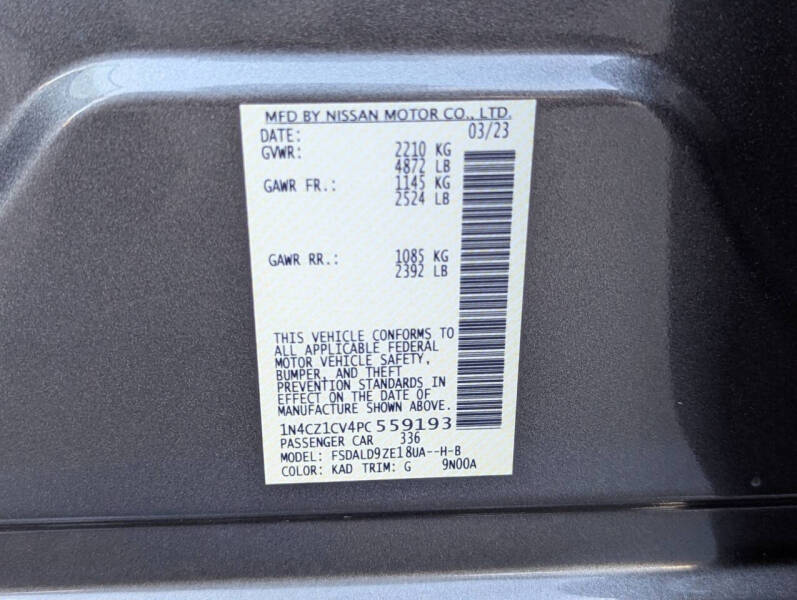 MFD BY NISSAN MOTOR CO., LTD.
DATE: 03/23
GVWR: 2210 KG
4872 LB
GAWR FR.: 1145 KG
2524 LB
GAWR RR.: 1085 KG
2392 LB
THIS VEHICLE CONFORMS TO
ALL APPLICABLE FEDERAL
MOTOR VEHICLE SAFETY,
BUMPER, AND THEFT
PREVENTION STANDARDS IN
EFFECT ON THE DATE OF
MANUFACTURE SHOWN ABOVE.
1N4CZ1CV4PC559193
PASSENGER CAR 336
MODEL: FSDALD9ZE18UA--H-B
COLOR: KAD TRIM: G 9N00A